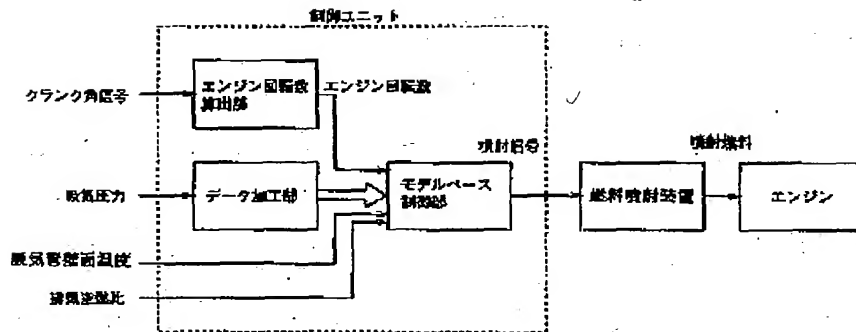 制御ユニット
クランク角信号
エンジン回転数
算出部
エンジン回転数
噴射信号
噴射燃料
吸気圧力
データ加工部
モデルベース
制御部
燃料噴射装置
エンジン
吸気管壁面温度
排気空燃比